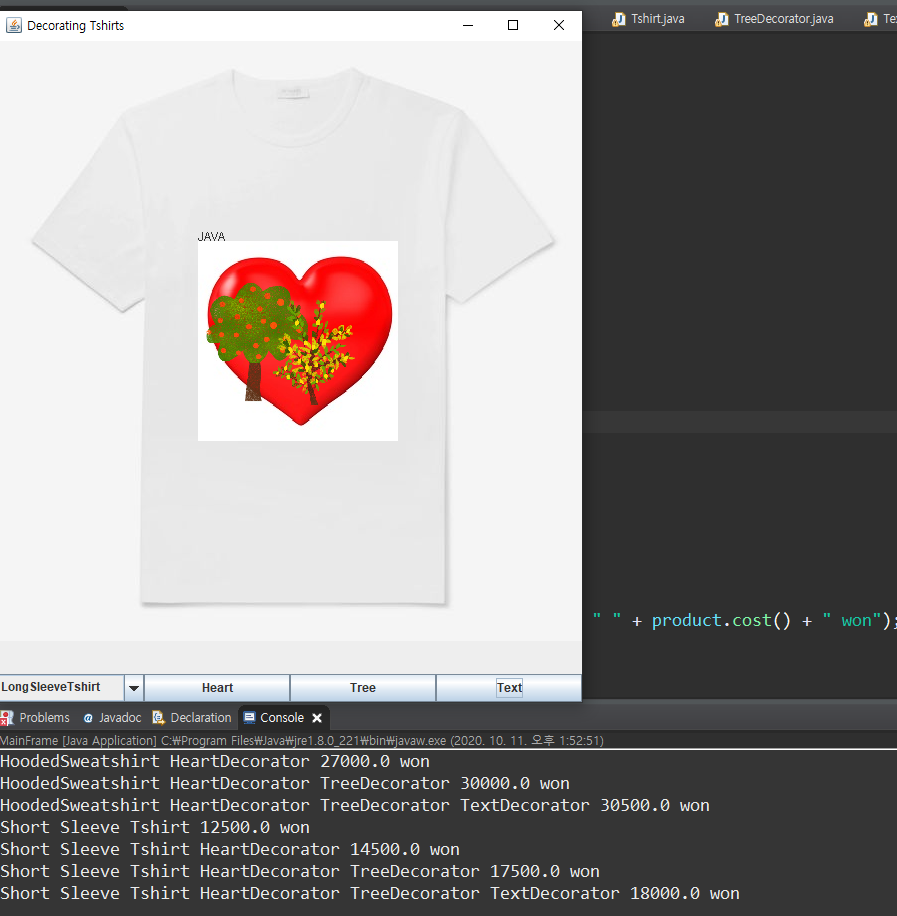 Decorating Tshirts
Tshirt.java
TreeDecorator.java
Te
JAVA
" " + product.cost() + " won");
LongSleeveTshirt
Heart
Tree
Text
Problems
Javadoc
Declaration
Console
MainFrame [Java Application] C:₩Program Files₩Java₩jre1.8.0_221₩bin₩javaw.exe (2020. 10. 11. 오후 1:52:51)
HoodedSweatshirt HeartDecorator 27000.0 won
HoodedSweatshirt HeartDecorator TreeDecorator 30000.0 won
HoodedSweatshirt HeartDecorator TreeDecorator TextDecorator 30500.0 won
Short Sleeve Tshirt 12500.0 won
Short Sleeve Tshirt HeartDecorator 14500.0 won
Short Sleeve Tshirt HeartDecorator TreeDecorator 17500.0 won
Short Sleeve Tshirt HeartDecorator TreeDecorator TextDecorator 18000.0 won